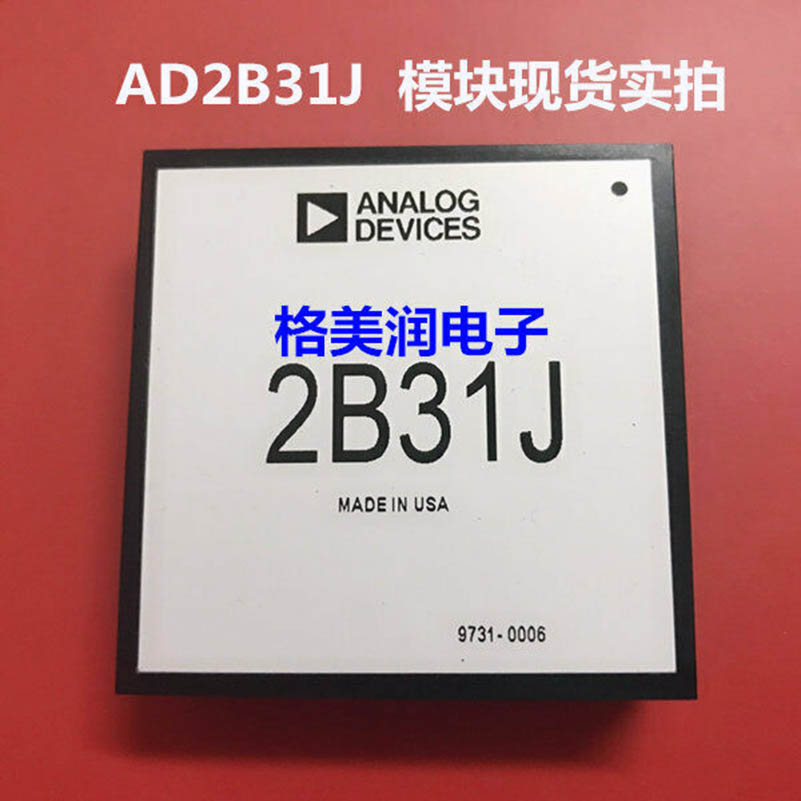 AD2B31J 模块现货实拍
ANALOG
DEVICES
格美润电子
2B31J
MADE IN USA
9731-0006